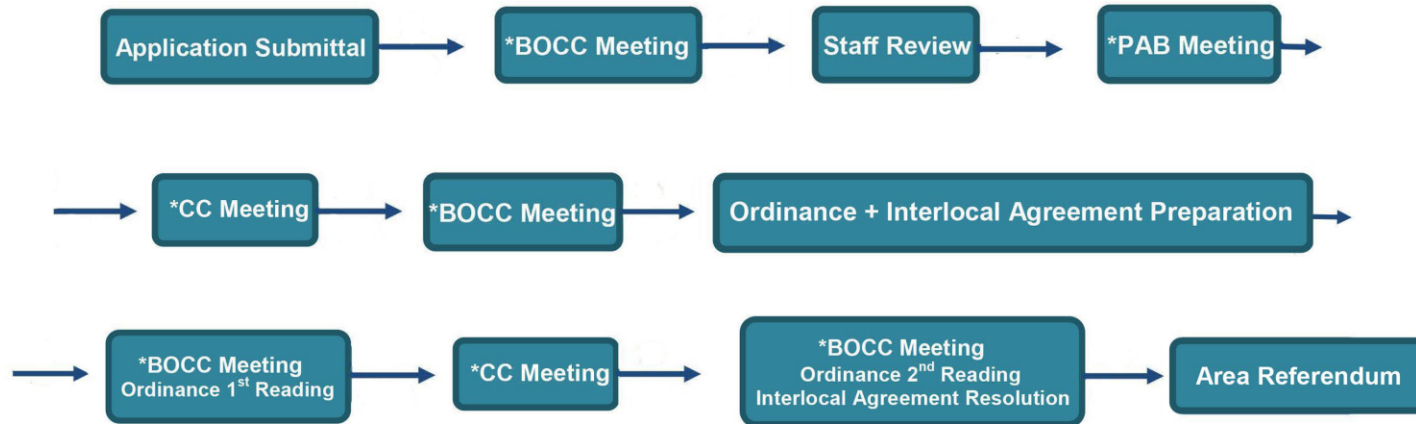 Application Submittal
*BOCC Meeting
Staff Review
*PAB Meeting
*CC Meeting
*BOCC Meeting
Ordinance + Interlocal Agreement Preparation
*BOCC Meeting
Ordinance 1st Reading
*CC Meeting
*BOCC Meeting
Ordinance 2nd Reading
Interlocal Agreement Resolution
Area Referendum